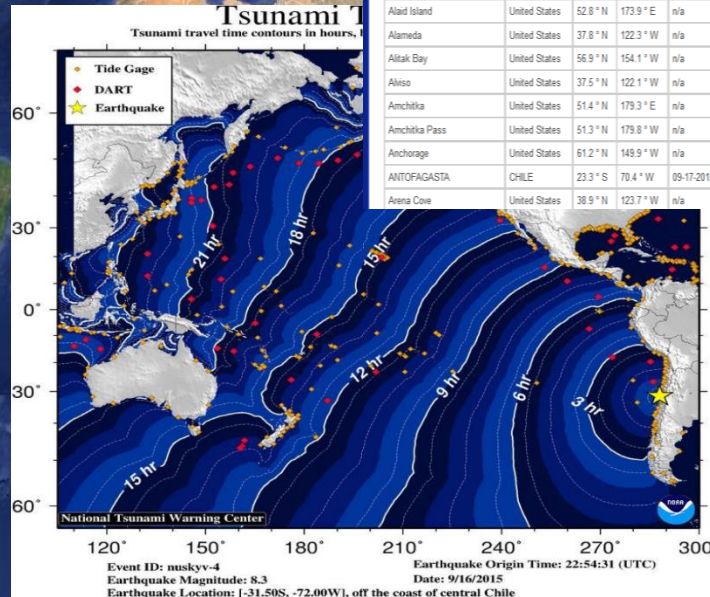 Tsunami T
Tsunami travel time contours in hours,
Tide Gage
DART
Earthquake
Alaid Island United States 52.8 ° N 173.9 ° E n/a
Alameda United States 37.8 ° N 122.3 ° W n/a
Alitak Bay United States 56.9 ° N 154.1 ° W n/a
Alviso United States 37.5 ° N 122.1 ° W n/a
Amchitka United States 51.4 ° N 179.3 ° E n/a
Amchitka Pass United States 51.3 ° N 179.8 ° W n/a
Anchorage United States 61.2 ° N 149.9 ° W n/a
ANTOFAGASTA CHILE 23.3 ° S 70.4 ° W 09-17-201
Arena Cove United States 38.9 ° N 123.7 ° W n/a
60°
30°
0°
30°
60°
21 hr
18 hr
15 hr
12 hr
9 hr
6 hr
3 hr
15 hr
NOAA
National Tsunami Warning Center
120° 150° 180° 210° 240° 270° 300
Event ID: nuskyv-4
Earthquake Magnitude: 8.3
Earthquake Location: [-31.50S, -72.00W], off the coast of central Chile
Earthquake Origin Time: 22:54:31 (UTC)
Date: 9/16/2015